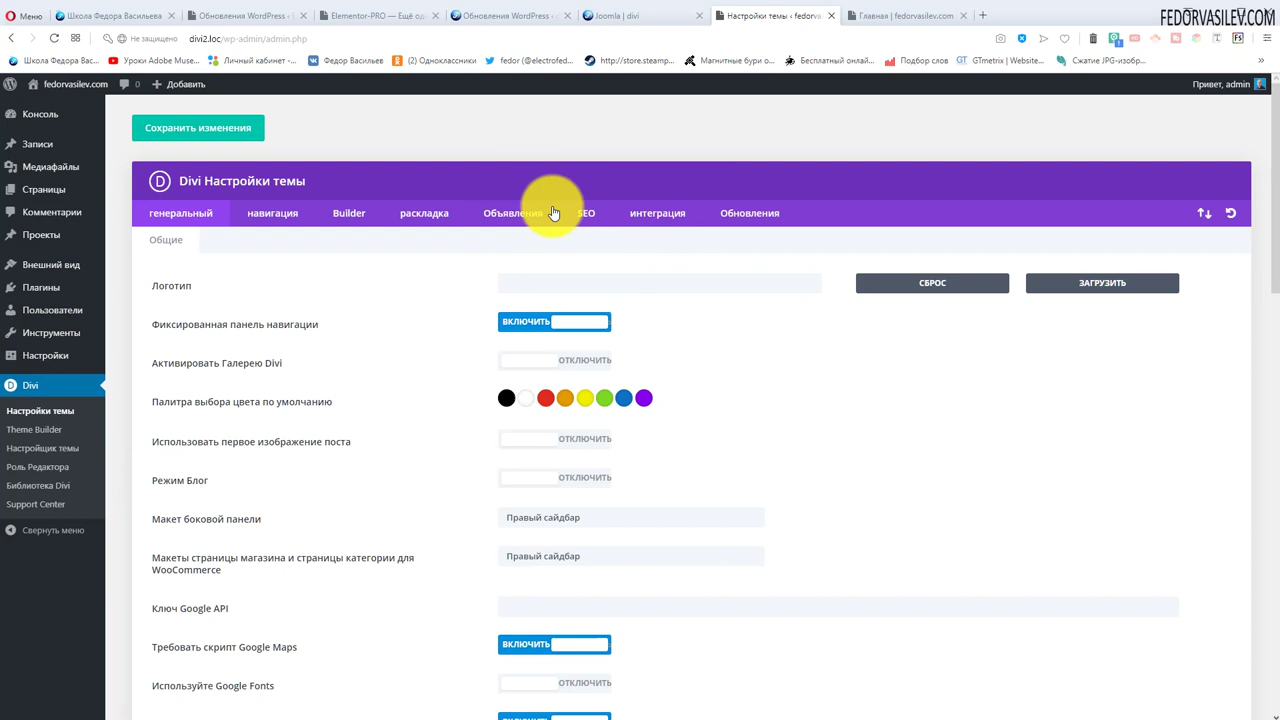 Меню
Школа Федора Васильева
Обновления WordPress ‹
Elementor-PRO — Ещё од
Обновления WordPress ‹
Joomla | divi
Настройки темы ‹ fedorva
Главная | fedorvasilev.com
FEDORVASILEV.COM
Не защищено
divi2.loc/wp-admin/admin.php
Школа Федора Вас...
Уроки Adobe Muse...
Личный кабинет -...
Федор Васильев
(2) Одноклассники
fedor (@electrofed...
http://store.steamp...
Магнитные бури о...
Бесплатный онлай...
Подбор слов
GTmetrix | Website...
Сжатие JPG-изобр...
fedorvasilev.com
0
Добавить
Привет, admin
Консоль
Записи
Медиафайлы
Страницы
Комментарии
Проекты
Внешний вид
Плагины
Пользователи
Инструменты
Настройки
Divi
Настройки темы
Theme Builder
Настройщик темы
Роль Редактора
Библиотека Divi
Support Center
Свернуть меню
Сохранить изменения
D Divi Настройки темы
генеральный
навигация
Builder
раскладка
Объявления
SEO
интеграция
Обновления
Общие
Логотип
СБРОС
ЗАГРУЗИТЬ
Фиксированная панель навигации
ВКЛЮЧИТЬ
Активировать Галерею Divi
ОТКЛЮЧИТЬ
Палитра выбора цвета по умолчанию
Использовать первое изображение поста
ОТКЛЮЧИТЬ
Режим Блог
ОТКЛЮЧИТЬ
Макет боковой панели
Правый сайдбар
Макеты страницы магазина и страницы категории для
WooCommerce
Правый сайдбар
Ключ Google API
Требовать скрипт Google Maps
ВКЛЮЧИТЬ
Используйте Google Fonts
ОТКЛЮЧИТЬ
ВКЛЮЧИТЬ